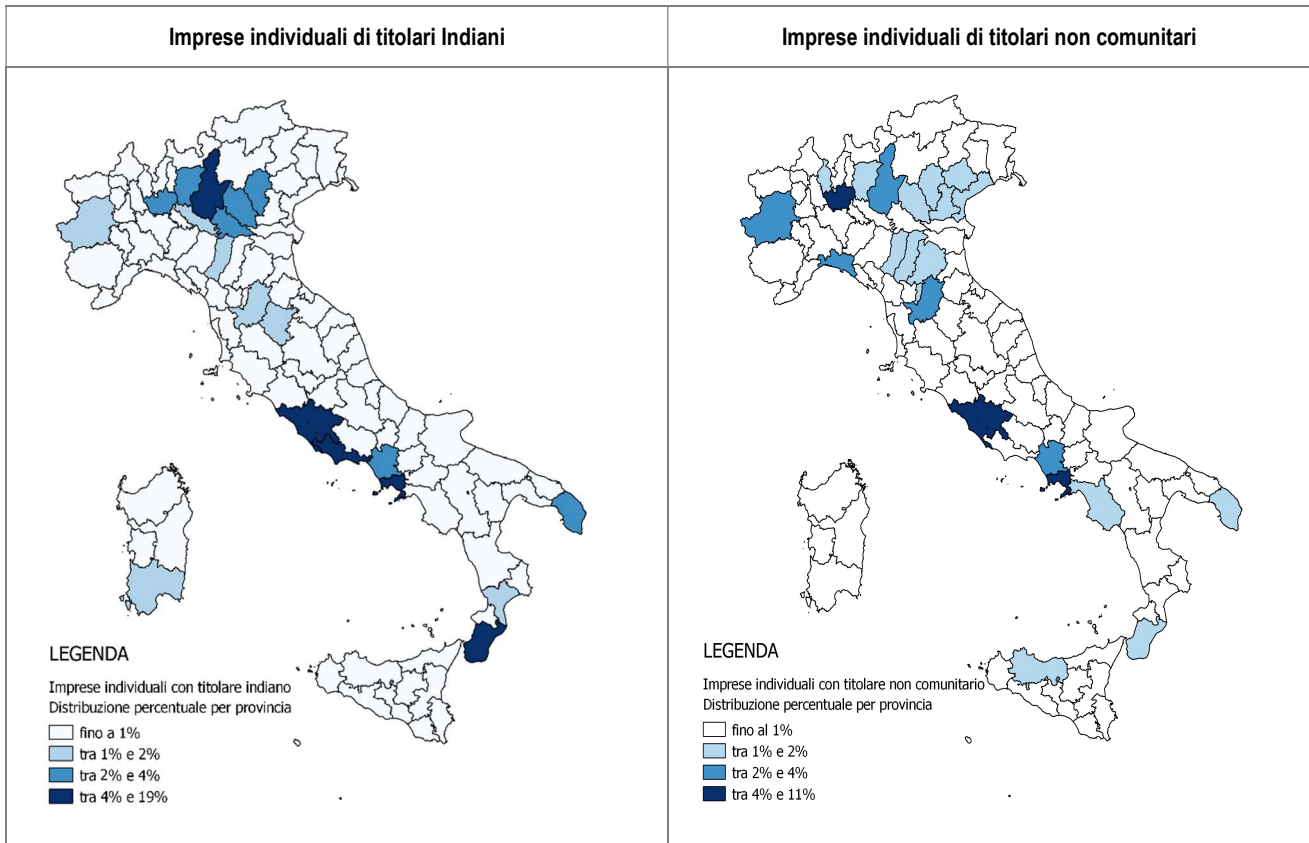 Imprese individuali di titolari Indiani
Imprese individuali di titolari non comunitari
LEGENDA
Imprese individuali con titolare indiano
Distribuzione percentuale per provincia
fino a 1%
tra 1% e 2%
tra 2% e 4%
tra 4% e 19%
LEGENDA
Imprese individuali con titolare non comunitario
Distribuzione percentuale per provincia
fino al 1%
tra 1% e 2%
tra 2% e 4%
tra 4% e 11%